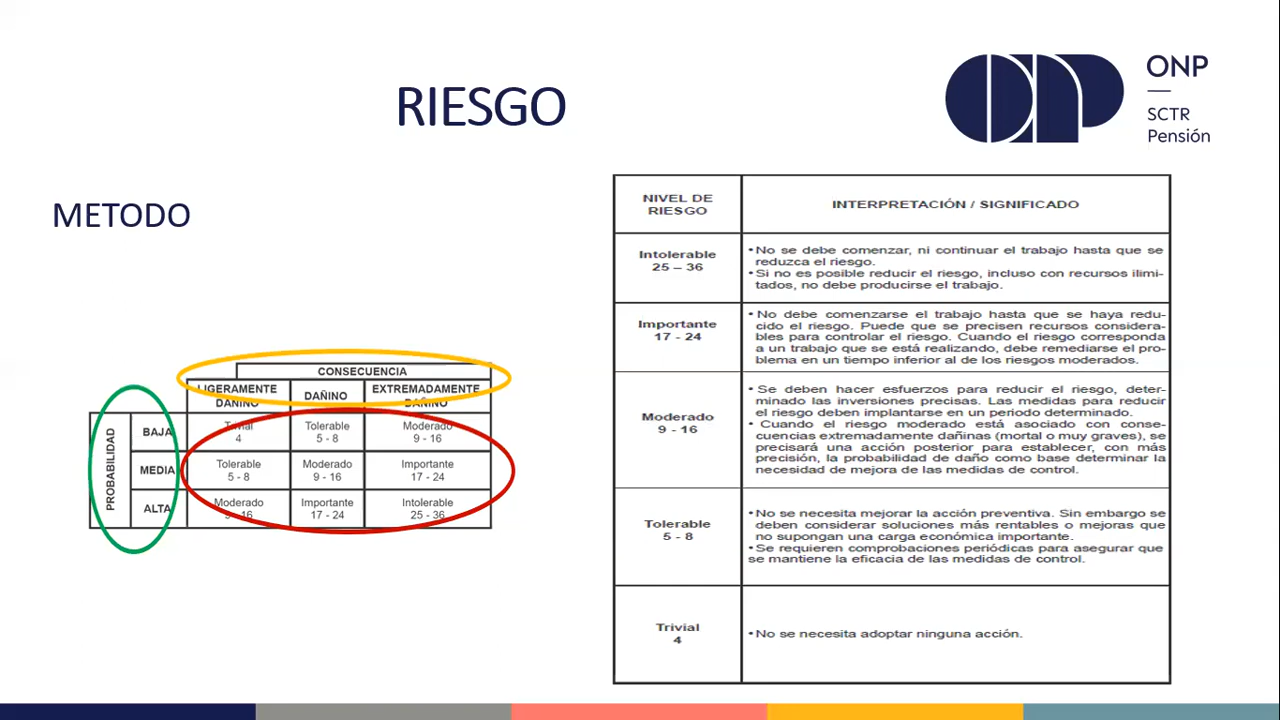 RIESGO
ONP
SCTR
Pensión
METODO
CONSECUENCIA
LIGERAMENTE
DAÑINO
DAÑINO
EXTREMADAMENTE
DAÑINO
PROBABILIDAD
BAJA
Trivial
4
Tolerable
5 - 8
Moderado
9 - 16
MEDIA
Tolerable
5 - 8
Moderado
9 - 16
Importante
17 - 24
ALTA
Moderado
9 - 16
Importante
17 - 24
Intolerable
25 - 36
NIVEL DE
RIESGO
INTERPRETACIÓN / SIGNIFICADO
Intolerable
25 – 36
•No se debe comenzar, ni continuar el trabajo hasta que se
reduzca el riesgo.
•Si no es posible reducir el riesgo, incluso con recursos ilimi-
tados, no debe producirse el trabajo.
Importante
17 - 24
•No debe comenzarse el trabajo hasta que se haya redu-
cido el riesgo. Puede que se precisen recursos considera-
bles para controlar el riesgo. Cuando el riesgo corresponda
a un trabajo que se está realizando, debe remediarse el pro-
blema en un tiempo inferior al de los riesgos moderados.
Moderado
9 - 16
•Se deben hacer esfuerzos para reducir el riesgo, deter-
minado las inversiones precisas. Las medidas para reducir
el riesgo deben implantarse en un periodo determinado.
•Cuando el riesgo moderado está asociado con conse-
cuencias extremadamente dañinas (mortal o muy graves), se
precisará una acción posterior para establecer, con más
precisión, la probabilidad de daño como base determinar la
necesidad de mejora de las medidas de control.
Tolerable
5 - 8
•No se necesita mejorar la acción preventiva. Sin embargo se
deben considerar soluciones más rentables o mejoras que
no supongan una carga económica importante.
•Se requieren comprobaciones periódicas para asegurar que
se mantiene la eficacia de las medidas de control.
Trivial
4
•No se necesita adoptar ninguna acción.